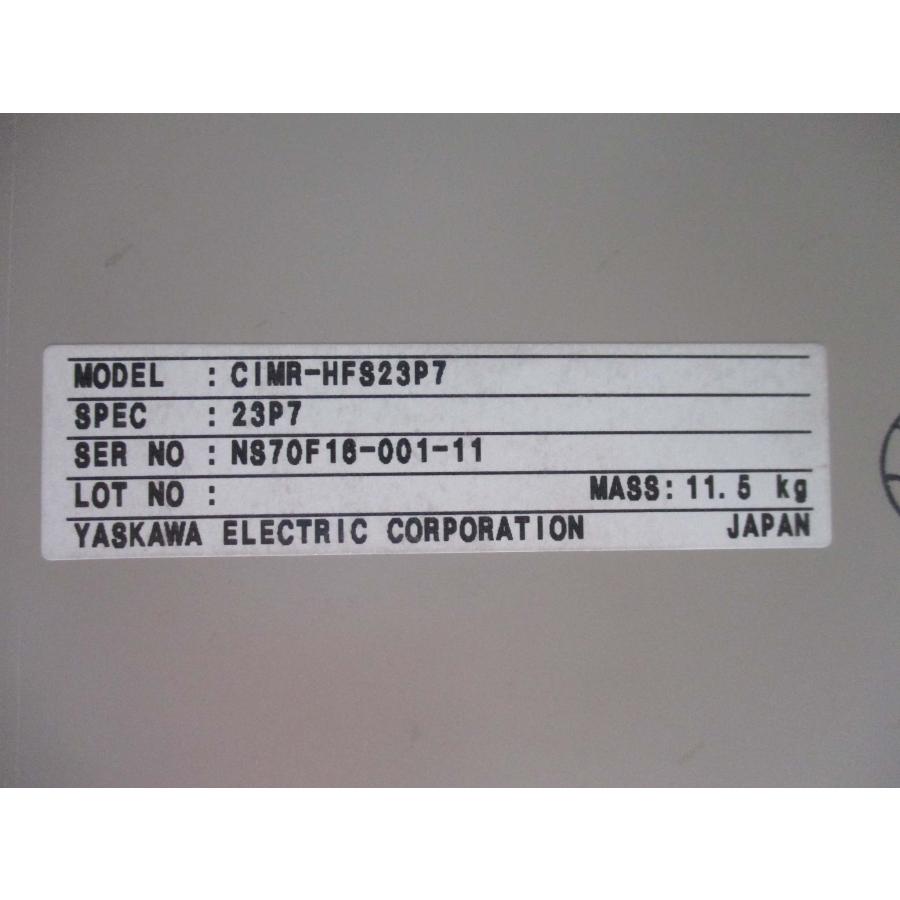 MODEL : CIMR-HFS23P7
SPEC : 23P7
SER NO : NS70F16-001-11
LOT NO : MASS: 11.5 kg
YASKAWA ELECTRIC CORPORATION JAPAN